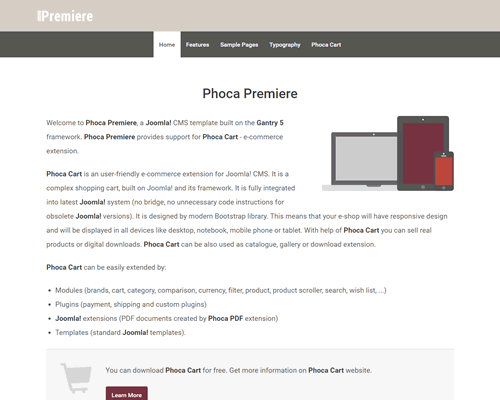 Premiere
Home Features Sample Pages Typography Phoca Cart
Phoca Premiere
Welcome to Phoca Premiere, a Joomla! CMS template built on the Gantry 5
framework. Phoca Premiere provides support for Phoca Cart - e-commerce
extension.
Phoca Cart is an user-friendly e-commerce extension for Joomla! CMS. It is a
complex shopping cart, built on Joomla! and its framework. It is fully integrated
into latest Joomla! system (no bridge, no unnecessary code instructions for
obsolete Joomla! versions). It is designed by modern Bootstrap library. This means that your e-shop will have responsive design
and will be displayed in all devices like desktop, notebook, mobile phone or tablet. With help of Phoca Cart you can sell real
products or digital downloads. Phoca Cart can be also used as catalogue, gallery or download extension.
Phoca Cart can be easily extended by:
• Modules (brands, cart, category, comparison, currency, filter, product, product scroller, search, wish list, ...)
• Plugins (payment, shipping and custom plugins)
• Joomla! extensions (PDF documents created by Phoca PDF extension)
• Templates (standard Joomla! templates).
You can download Phoca Cart for free. Get more information on Phoca Cart website.
Learn More